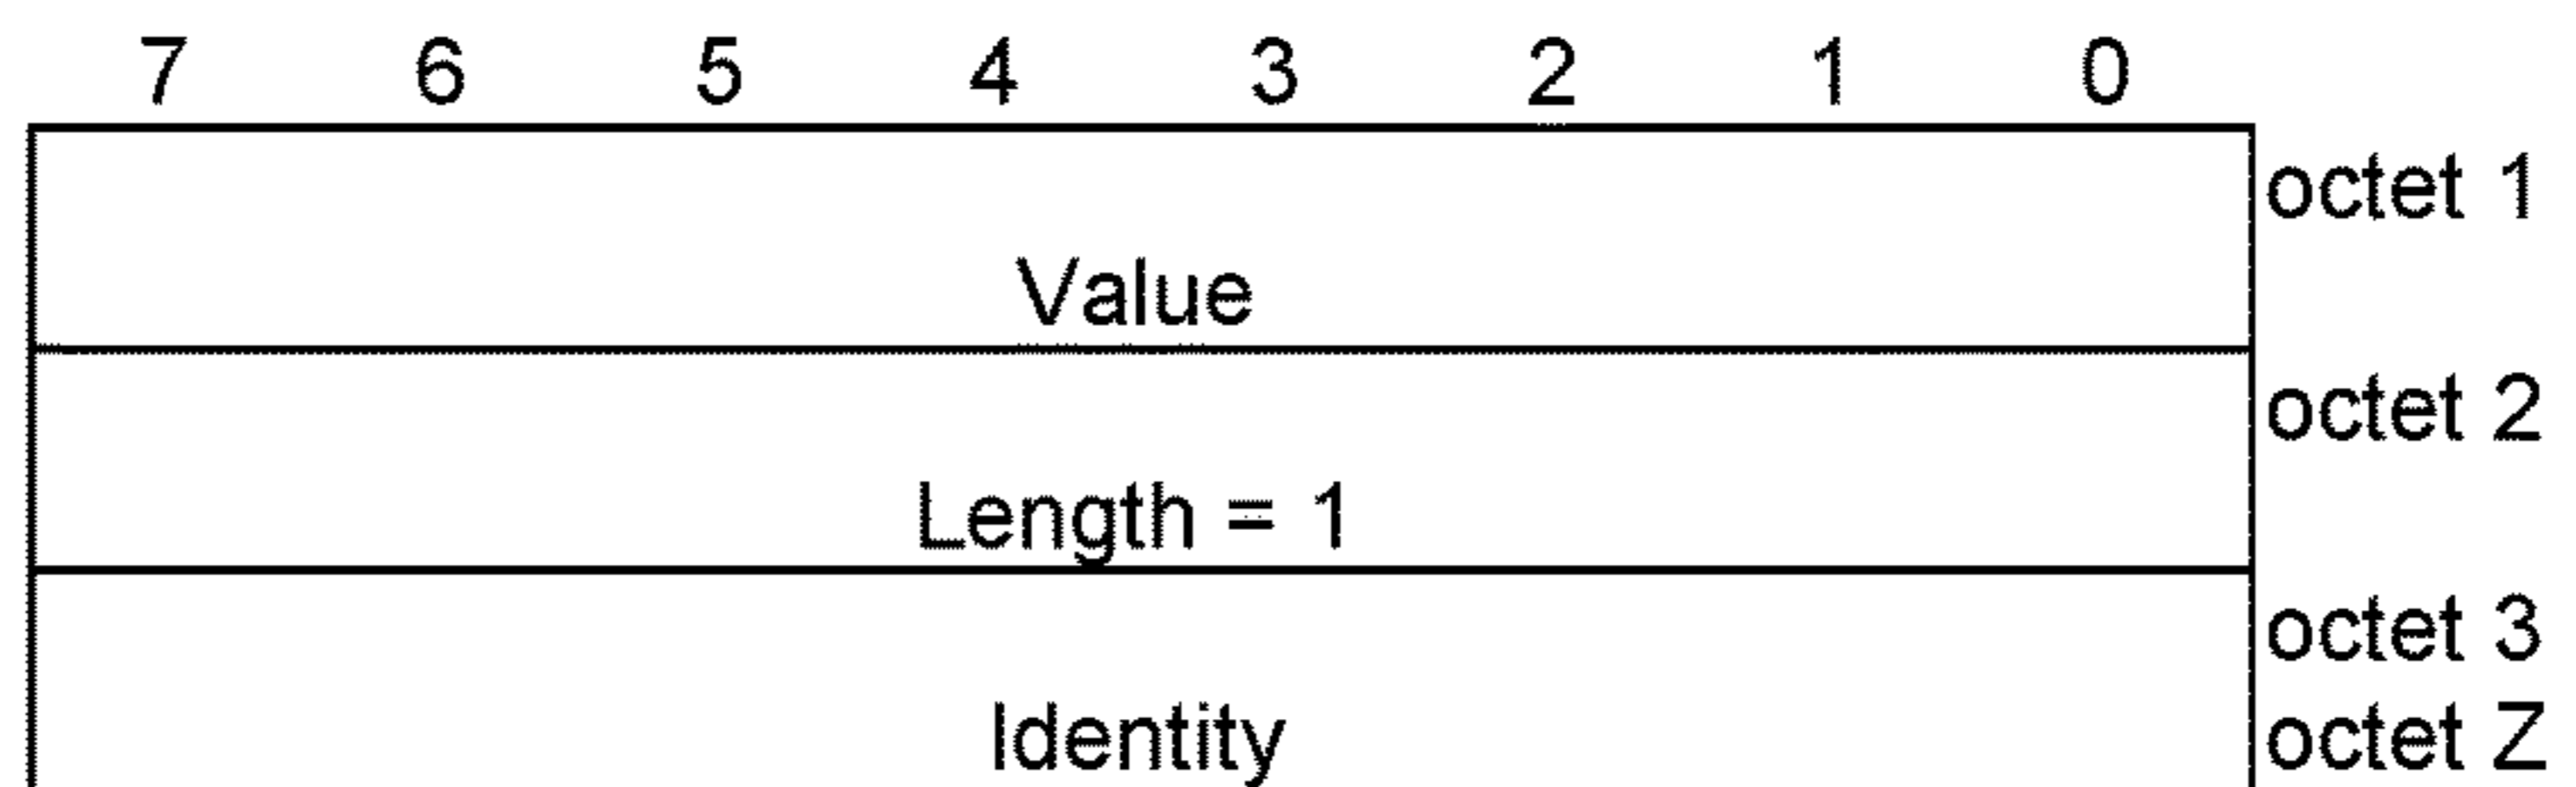 7 6 5 4 3 2 1 0
octet 1
Value
octet 2
Length = 1
octet 3
Identity octet Z